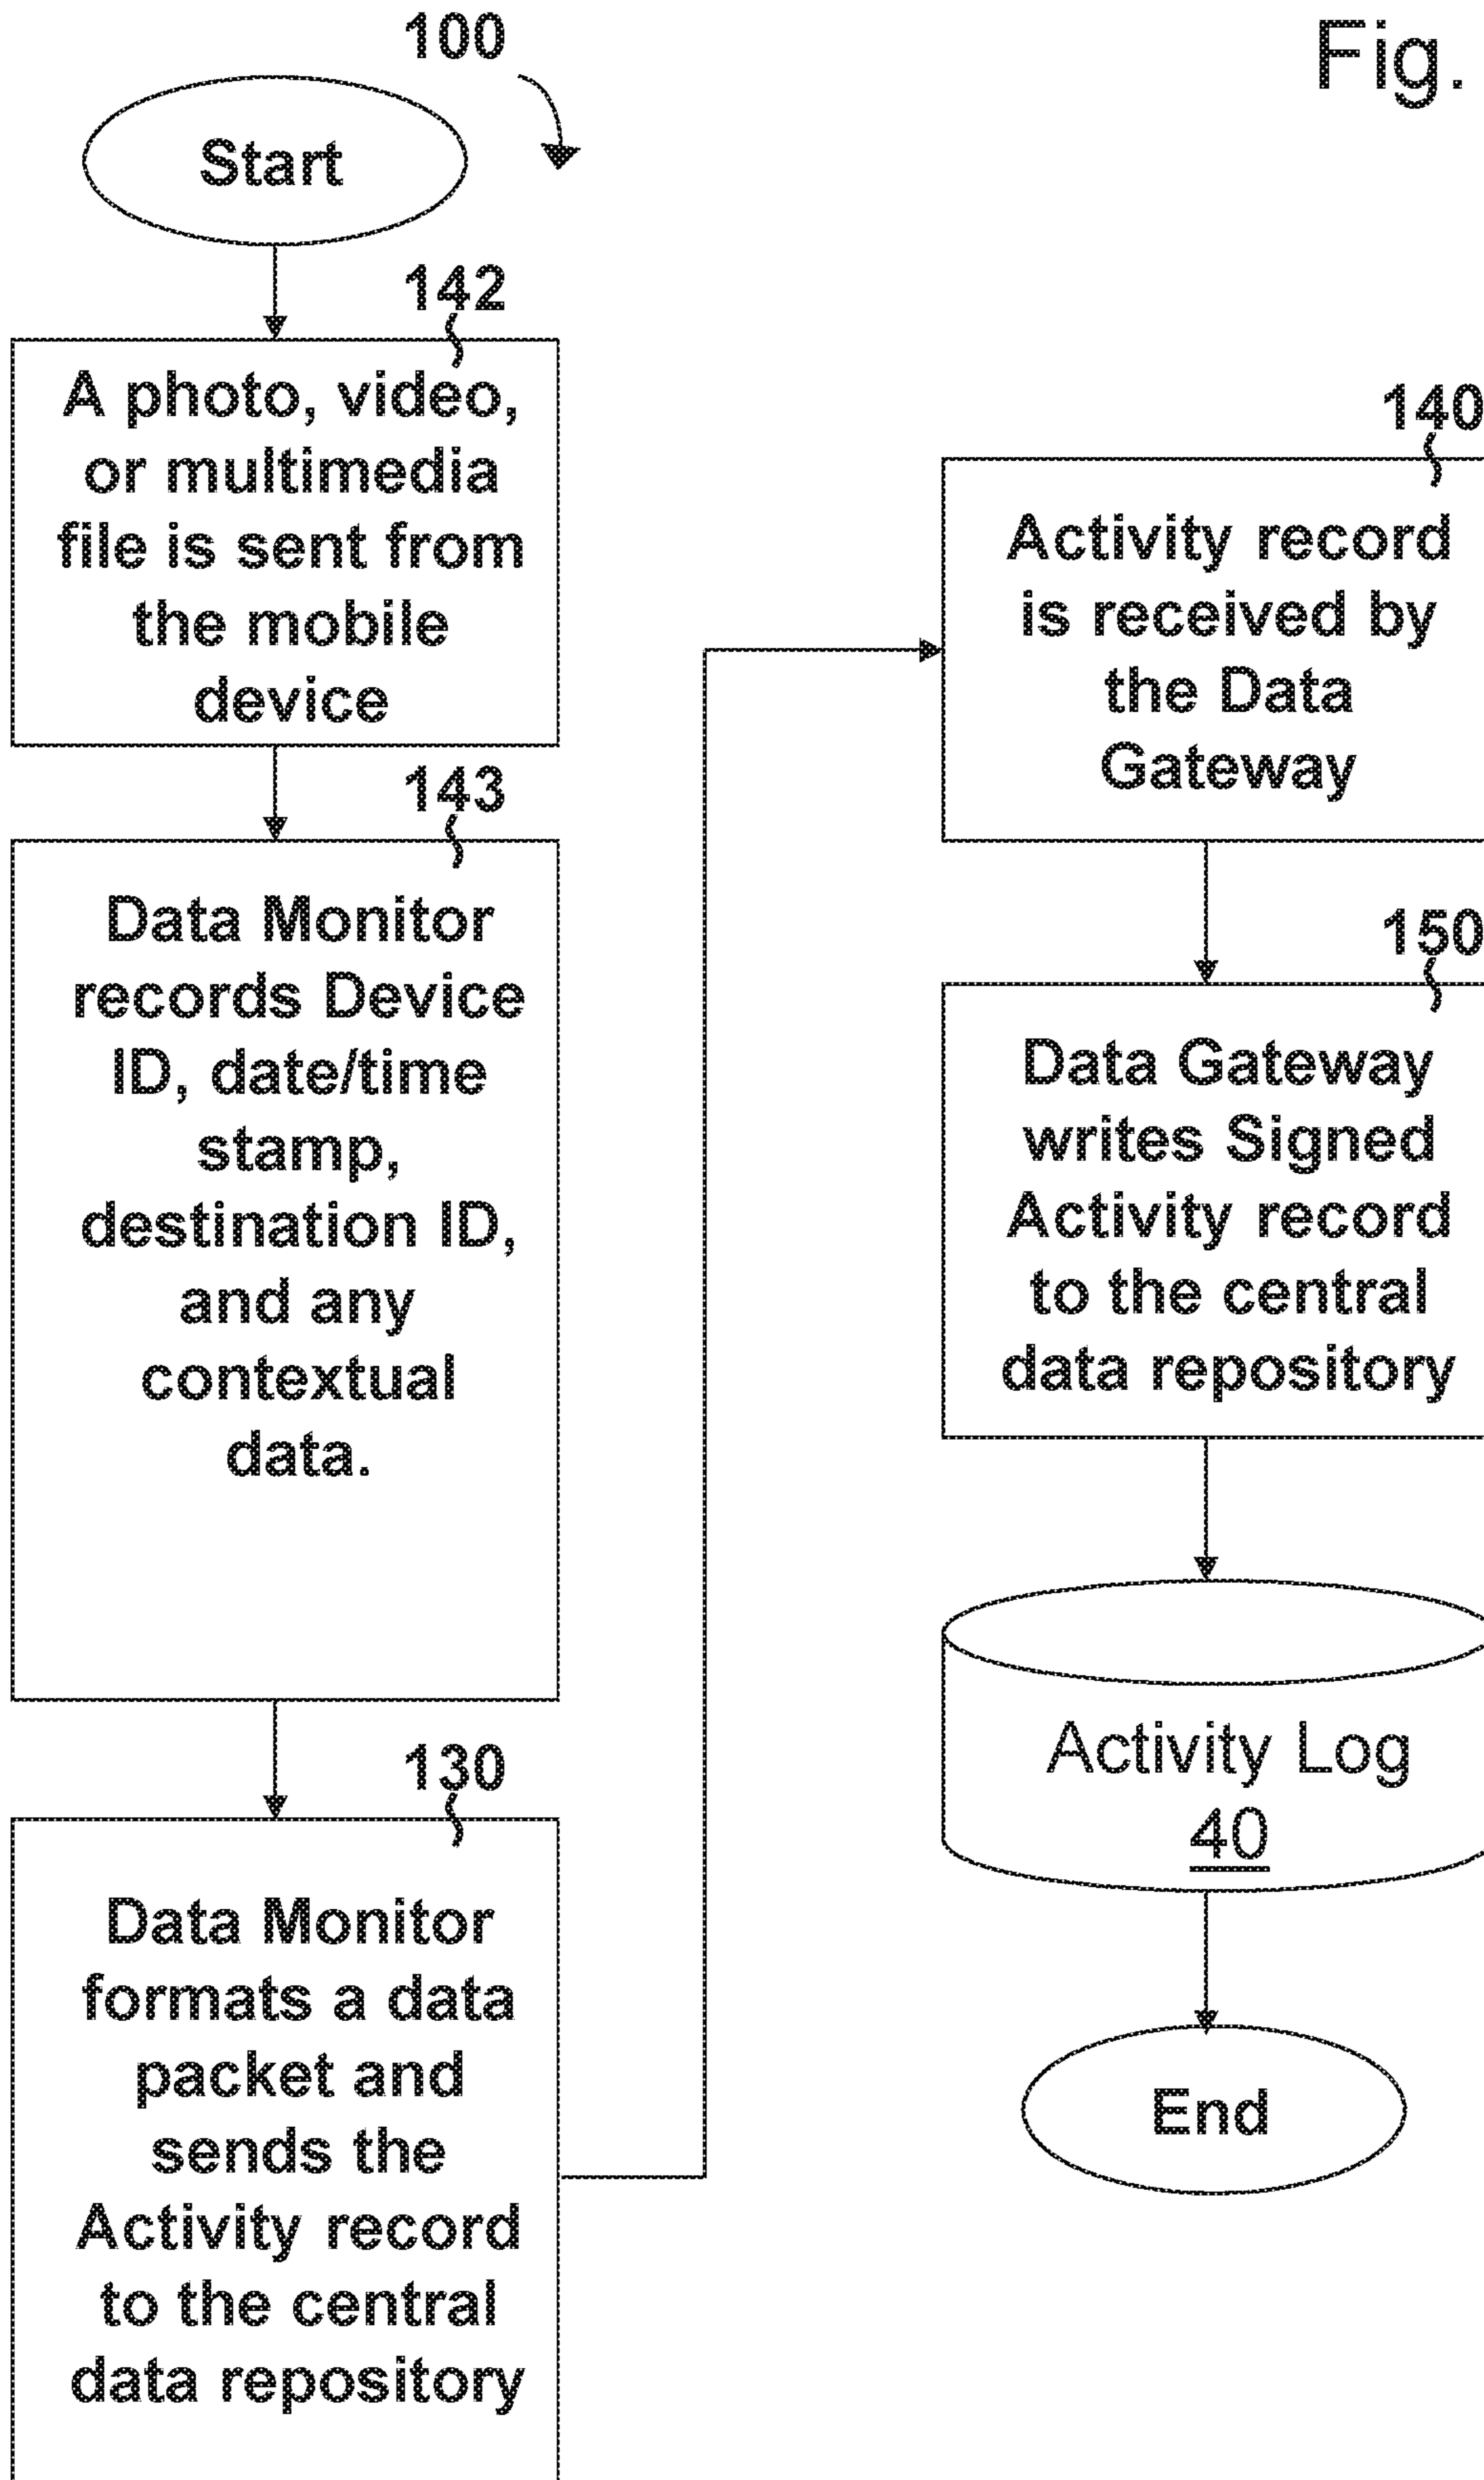 100
Fig.
Start
142
A photo, video,
or multimedia
file is sent from
the mobile
device
143
Data Monitor
records Device
ID, date/time
stamp,
destination ID,
and any
contextual
data.
130
Data Monitor
formats a data
packet and
sends the
Activity record
to the central
data repository
140
Activity record
is received by
the Data
Gateway
150
Data Gateway
writes Signed
Activity record
to the central
data repository
Activity Log
40
End